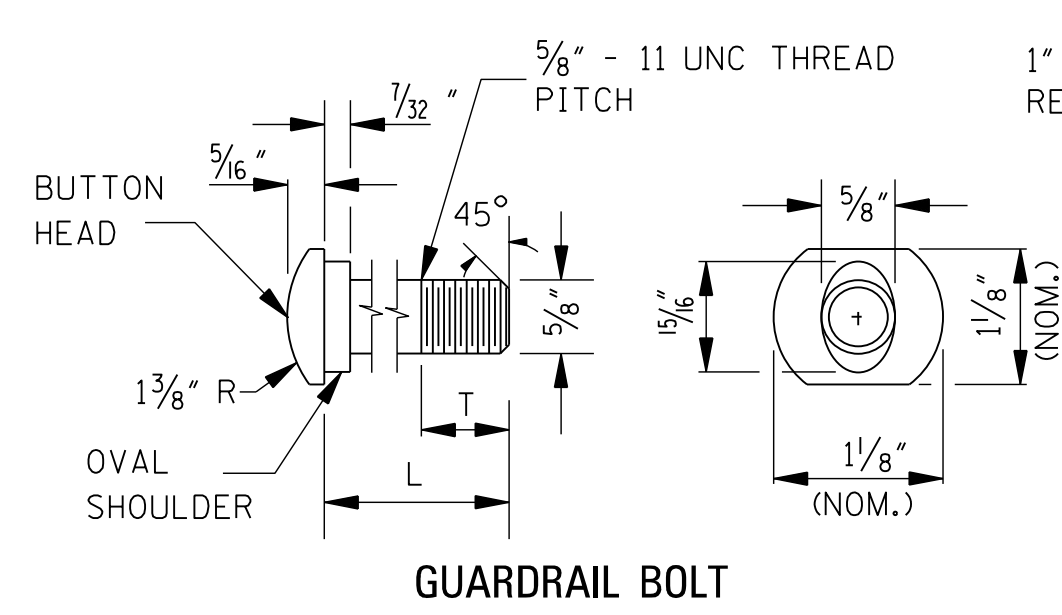 5/8" - 11 UNC THREAD
PITCH
1"
RE
7/32 "
5/16 "
BUTTON
HEAD
45°
5/8"
1 3/8" R
T
OVAL
SHOULDER
L
5/8"
15/16"
1 1/8"
(NOM.)
1 1/8"
(NOM.)
GUARDRAIL BOLT